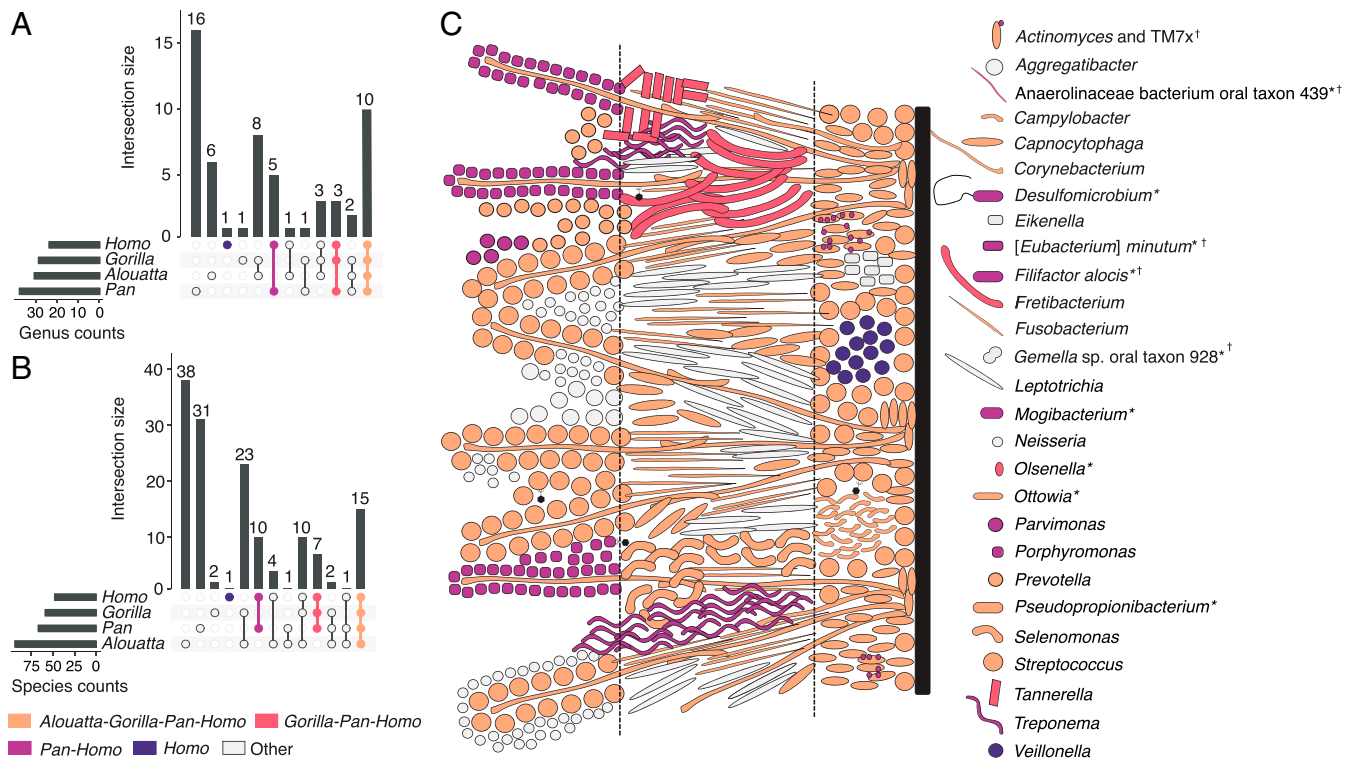 A
Intersection size
15
10
5
0
16
6
1
1
8
5
1
1
3
3
2
10
Homo
Gorilla
Alouatta
Pan
30 20 10 0
Genus counts
B
Intersection size
40
30
20
10
0
38
31
2
1
23
10
4
1
10
7
2
1
15
Homo
Gorilla
Pan
Alouatta
75 50 25 0
Species counts
Alouatta-Gorilla-Pan-Homo
Gorilla-Pan-Homo
Pan-Homo
Homo
Other
C
Actinomyces and TM7x†
Aggregatibacter
Anaerolinaceae bacterium oral taxon 439*†
Campylobacter
Capnocytophaga
Corynebacterium
Desulfomicrobium*
Eikenella
[Eubacterium] minutum*†
Filifactor alocis*†
Fretibacterium
Fusobacterium
Gemella sp. oral taxon 928*†
Leptotrichia
Mogibacterium*
Neisseria
Olsenella*
Ottowia*
Parvimonas
Porphyromonas
Prevotella
Pseudopropionibacterium*
Selenomonas
Streptococcus
Tannerella
Treponema
Veillonella